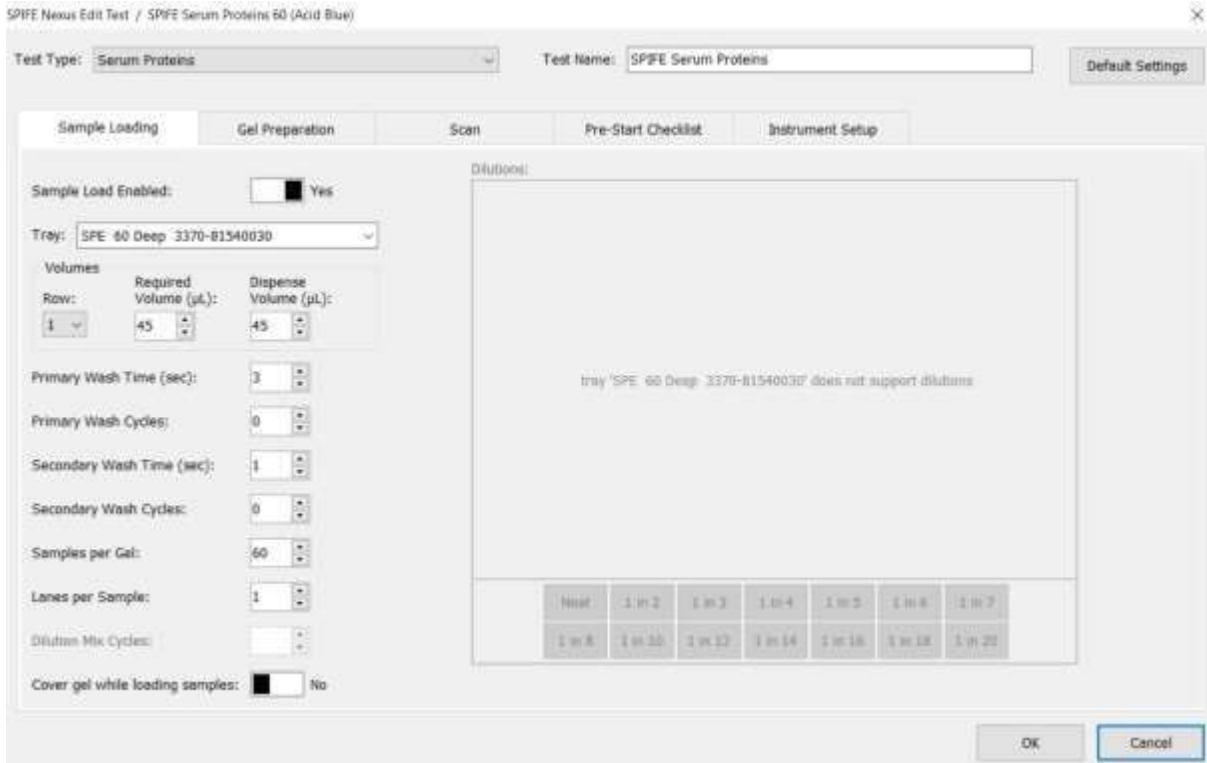 SPIFE Nexus Edit Test / SPIFE Serum Proteins 60 (Acid Blue)
Test Type: Serum Proteins
Test Name: SPIFE Serum Proteins
Default Settings
Sample Loading
Gel Preparation
Scan
Pre-Start Checklist
Instrument Setup
Sample Load Enabled: Yes
Tray: SPE 60 Deep 3370-81540030
Volumes
Row:
Required Volume (µL):
Dispense Volume (µL):
1
45
45
Primary Wash Time (sec): 3
Primary Wash Cycles: 0
Secondary Wash Time (sec): 1
Secondary Wash Cycles: 0
Samples per Gel: 60
Lanes per Sample: 1
Dilution Mix Cycles:
Cover gel while loading samples: No
Dilutions:
tray 'SPE 60 Deep 3370-81540030' does not support dilutions
Neat 1 in 2 1 in 3 1 in 4 1 in 5 1 in 6 1 in 7
1 in 8 1 in 10 1 in 12 1 in 14 1 in 16 1 in 18 1 in 20
OK
Cancel